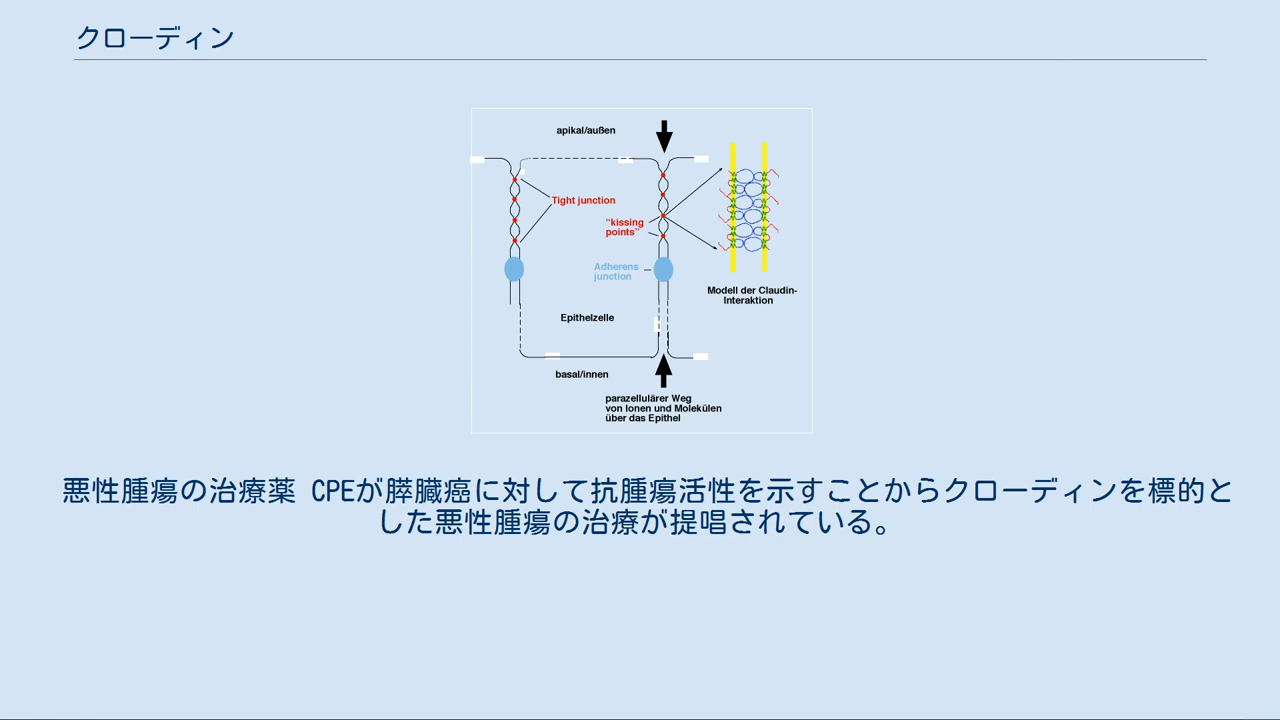 クローディン
apikal/außen
Tight junction
"kissing
points"
Adherens
junction
Modell der Claudin-
Interaktion
Epithelzelle
basal/innen
parazellulärer Weg
von Ionen und Molekülen
über das Epithel
悪性腫瘍の治療薬 CPEが膵臓癌に対して抗腫瘍活性を示すことからクローディンを標的と
した悪性腫瘍の治療が提唱されている。